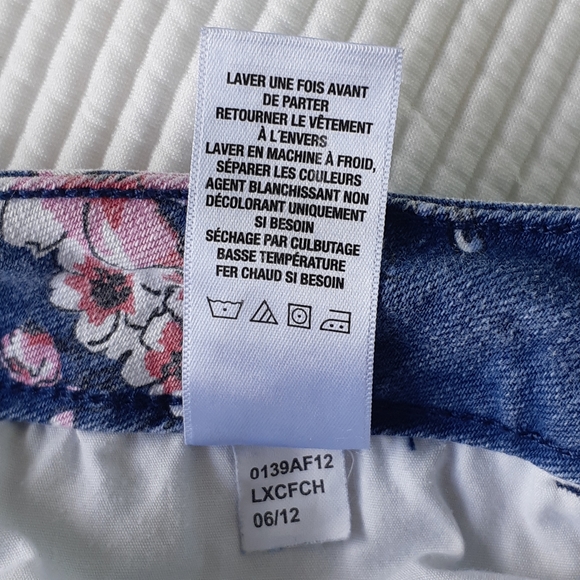 LAVER UNE FOIS AVANT
DE PARTER
RETOURNER LE VÊTEMENT
À L'ENVERS
LAVER EN MACHINE À FROID,
SÉPARER LES COULEURS
AGENT BLANCHISSANT NON
DÉCOLORANT UNIQUEMENT
SI BESOIN
SÉCHAGE PAR CULBUTAGE
BASSE TEMPÉRATURE
FER CHAUD SI BESOIN
0139AF12
LXCFCH
06/12